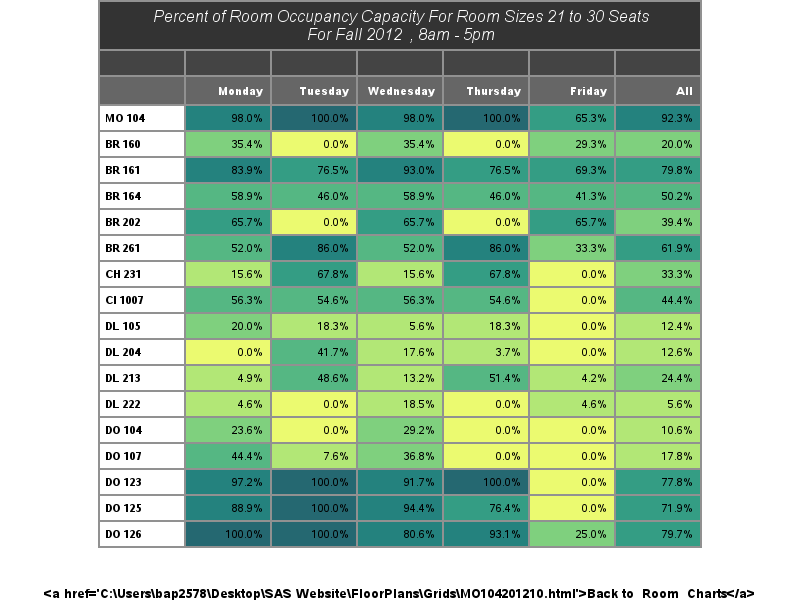 Percent of Room Occupancy Capacity For Room Sizes 21 to 30 Seats
For Fall 2012 , 8am - 5pm
Monday Tuesday Wednesday Thursday Friday All
MO 104 98.0% 100.0% 98.0% 100.0% 65.3% 92.3%
BR 160 35.4% 0.0% 35.4% 0.0% 29.3% 20.0%
BR 161 83.9% 76.5% 93.0% 76.5% 69.3% 79.8%
BR 164 58.9% 46.0% 58.9% 46.0% 41.3% 50.2%
BR 202 65.7% 0.0% 65.7% 0.0% 65.7% 39.4%
BR 261 52.0% 86.0% 52.0% 86.0% 33.3% 61.9%
CH 231 15.6% 67.8% 15.6% 67.8% 0.0% 33.3%
CI 1007 56.3% 54.6% 56.3% 54.6% 0.0% 44.4%
DL 105 20.0% 18.3% 5.6% 18.3% 0.0% 12.4%
DL 204 0.0% 41.7% 17.6% 3.7% 0.0% 12.6%
DL 213 4.9% 48.6% 13.2% 51.4% 4.2% 24.4%
DL 222 4.6% 0.0% 18.5% 0.0% 4.6% 5.6%
DO 104 23.6% 0.0% 29.2% 0.0% 0.0% 10.6%
DO 107 44.4% 7.6% 36.8% 0.0% 0.0% 17.8%
DO 123 97.2% 100.0% 91.7% 100.0% 0.0% 77.8%
DO 125 88.9% 100.0% 94.4% 76.4% 0.0% 71.9%
DO 126 100.0% 100.0% 80.6% 93.1% 25.0% 79.7%
<a href='C:\Users\bap2578\Desktop\SAS Website\FloorPlans\Grids\MO104201210.html'>Back to Room Charts</a>